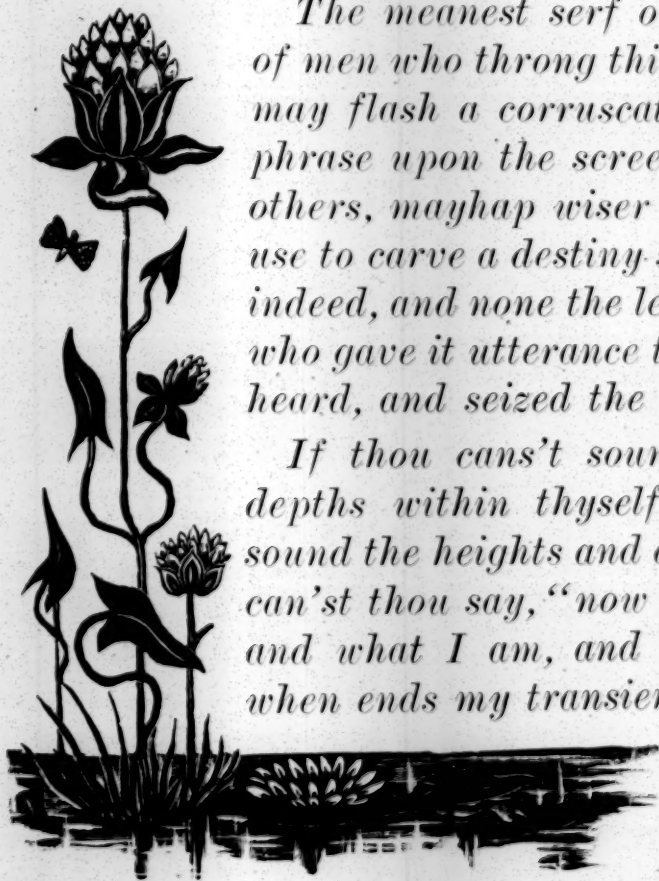 The meanest serf o
of men who throng thi
may flash a corruscat
phrase upon the scree
others, mayhap wiser
use to carve a destiny
indeed, and none the le
who gave it utterance t
heard, and seized the
If thou cans't soun
depths within thyself
sound the heights and
can'st thou say, “now
and what I am, and
when ends my transien